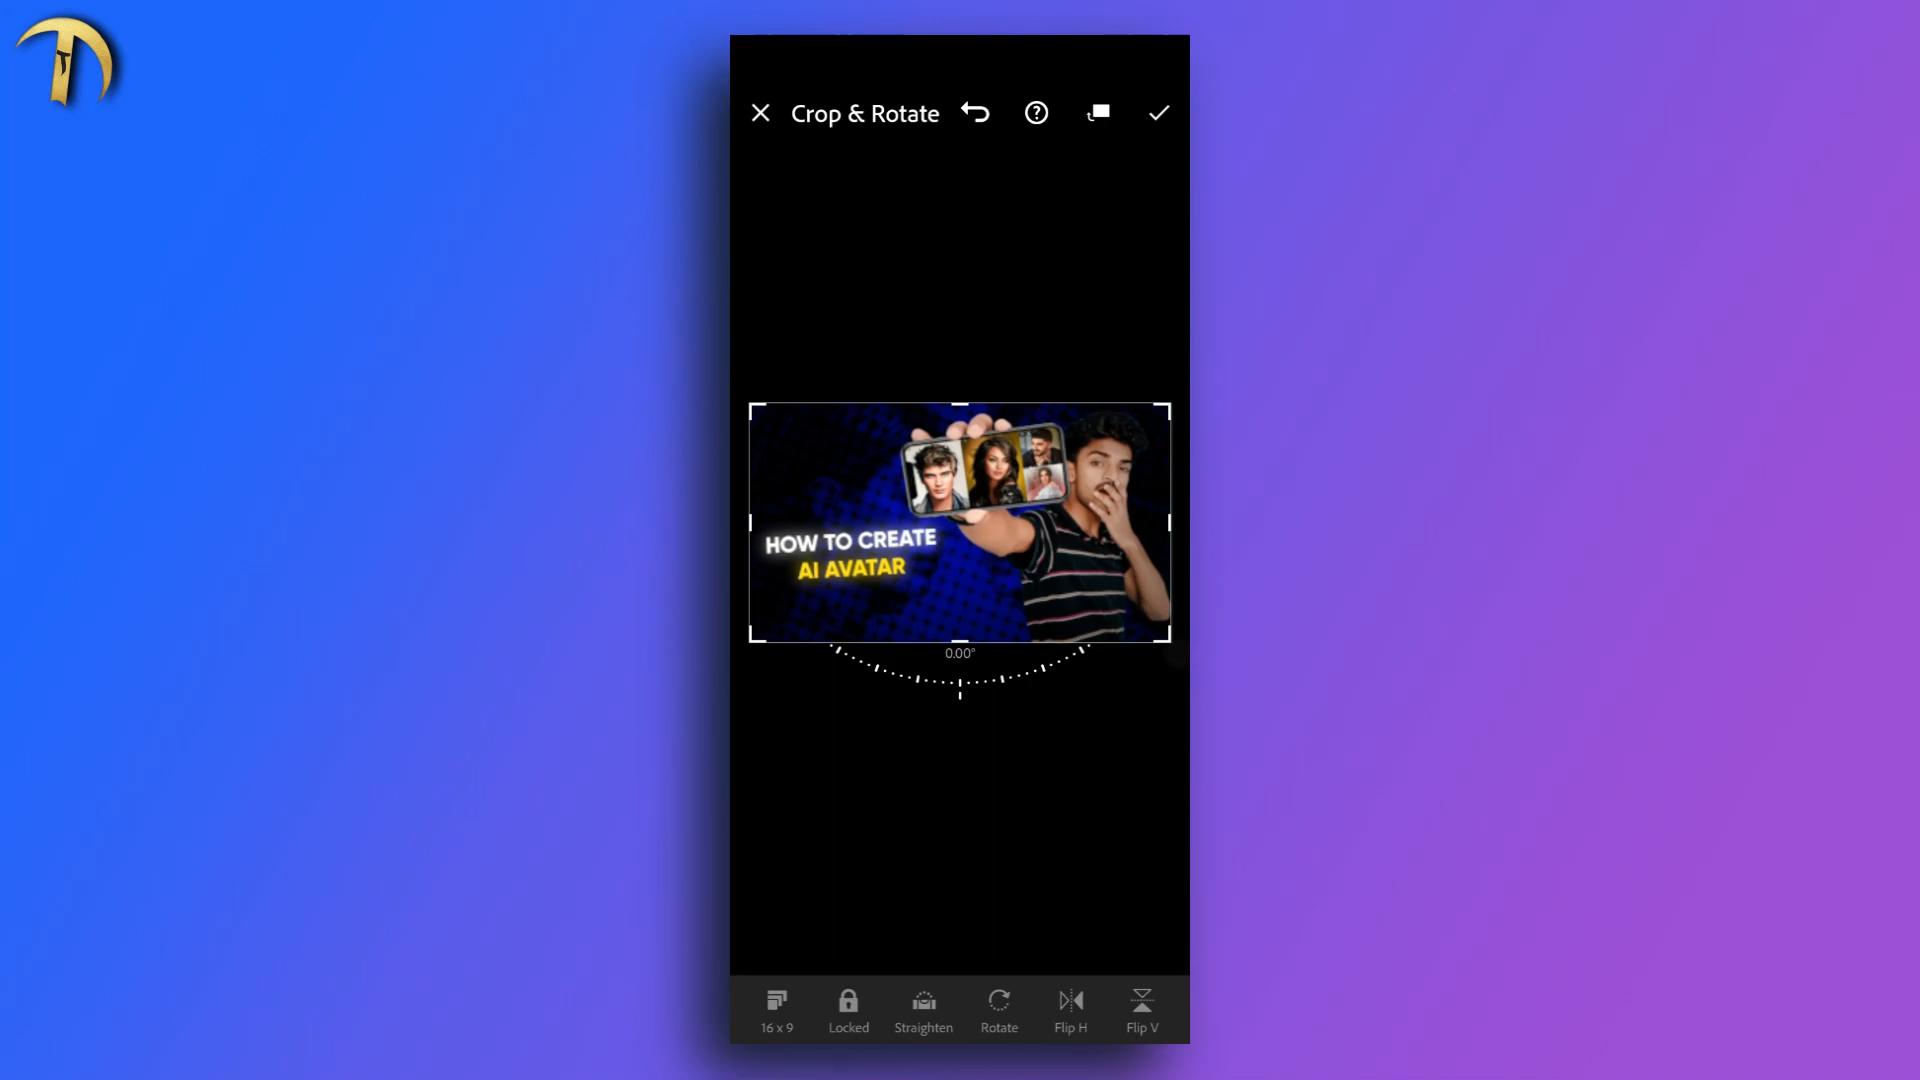 Crop & Rotate
HOW TO CREATE
AI AVATAR
0.00°
16 x 9
Locked
Straighten
Rotate
Flip H
Flip V